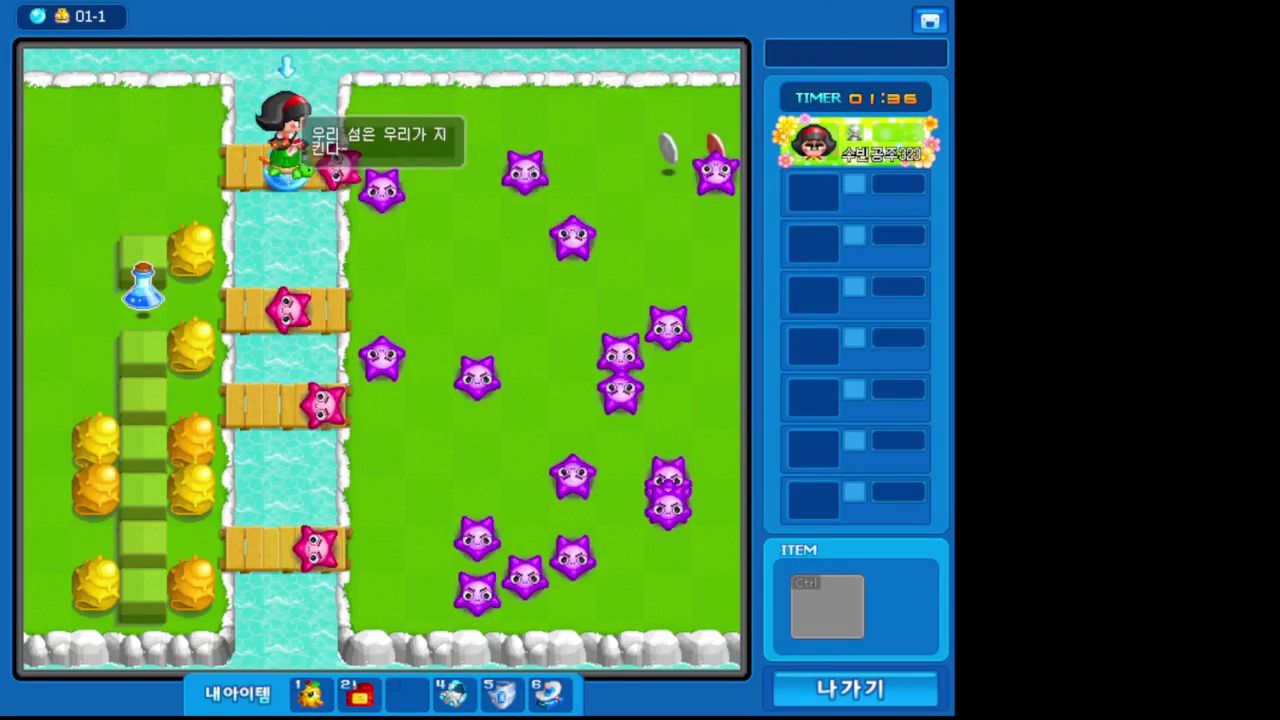 01-1
우리 섬은 우리가 지
킨다~
TIMER 01:36
수빈공주023
ITEM
Ctrl
내아이템
1
2
4
5
6
나가기